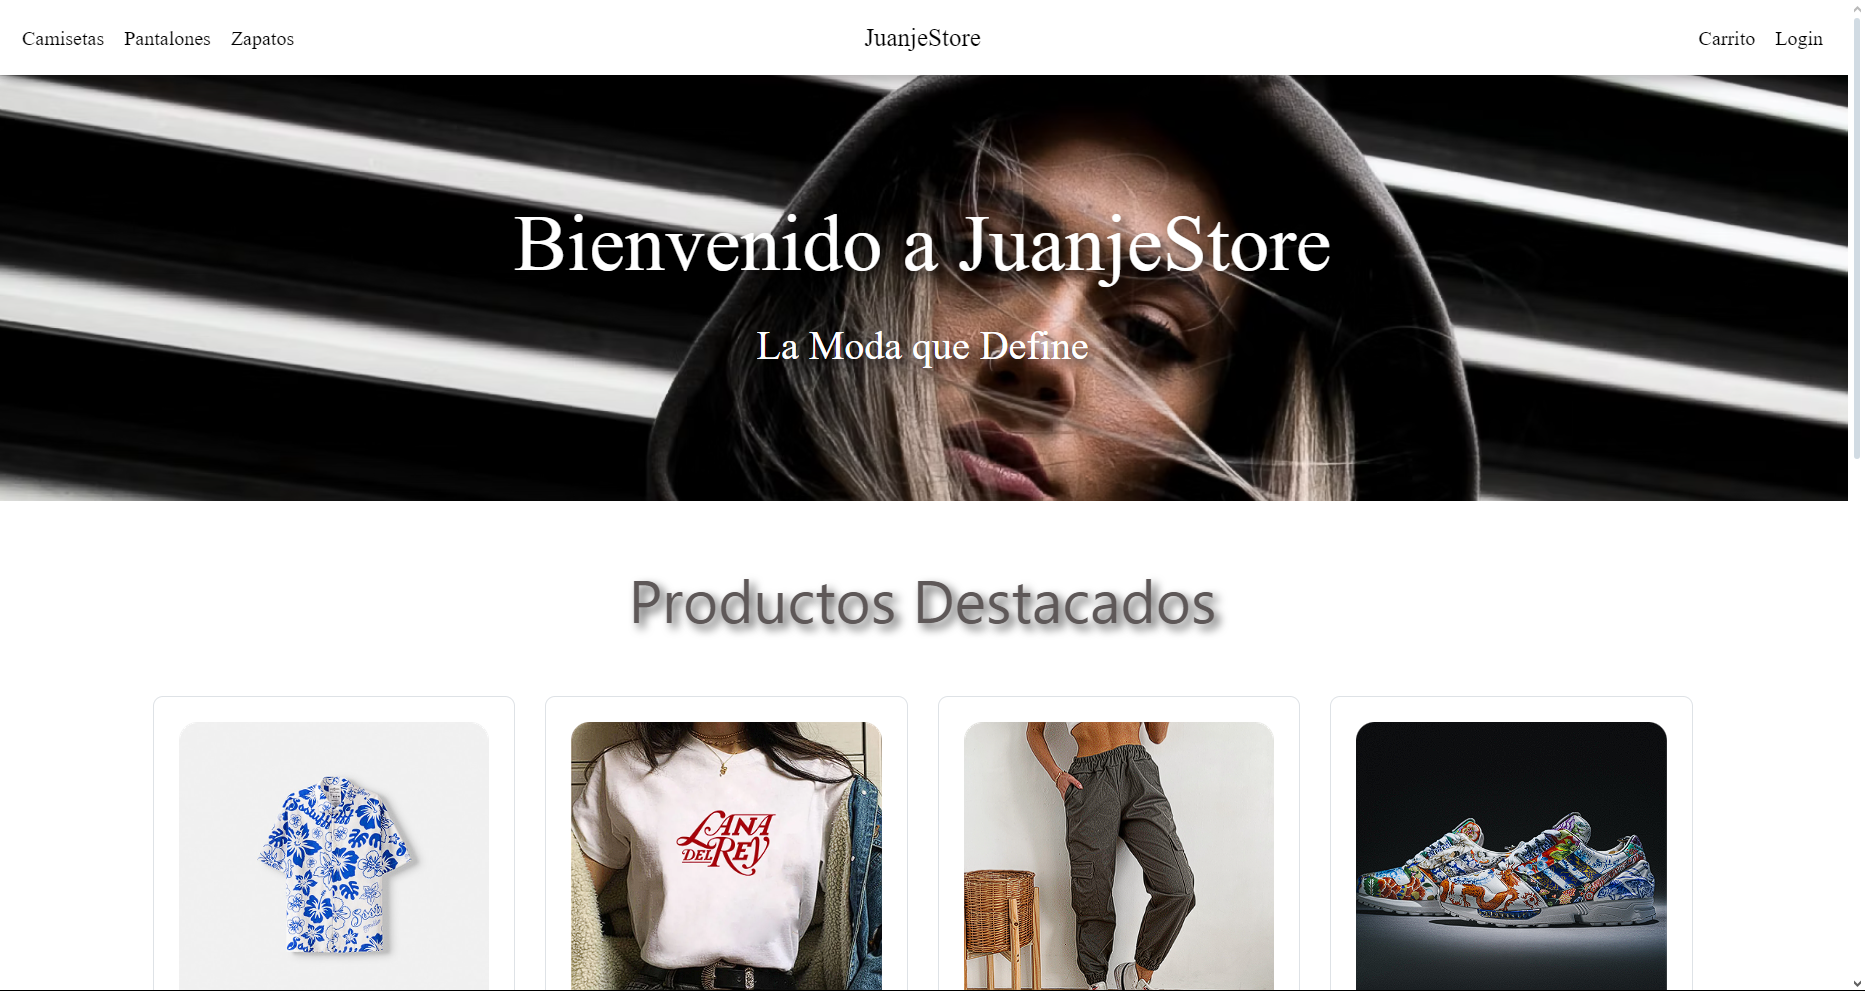 Camisetas Pantalones Zapatos JuanjeStore Carrito Login
Bienvenido a JuanjeStore
La Moda que Define
Productos Destacados
LANA
DEL REY